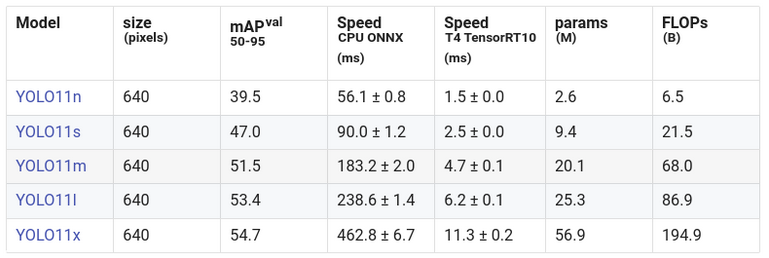 Model size (pixels) mAPval 50-95 Speed CPU ONNX (ms) Speed T4 TensorRT10 (ms) params (M) FLOPs (B)
YOLO11n 640 39.5 56.1 ± 0.8 1.5 ± 0.0 2.6 6.5
YOLO11s 640 47.0 90.0 ± 1.2 2.5 ± 0.0 9.4 21.5
YOLO11m 640 51.5 183.2 ± 2.0 4.7 ± 0.1 20.1 68.0
YOLO11l 640 53.4 238.6 ± 1.4 6.2 ± 0.1 25.3 86.9
YOLO11x 640 54.7 462.8 ± 6.7 11.3 ± 0.2 56.9 194.9